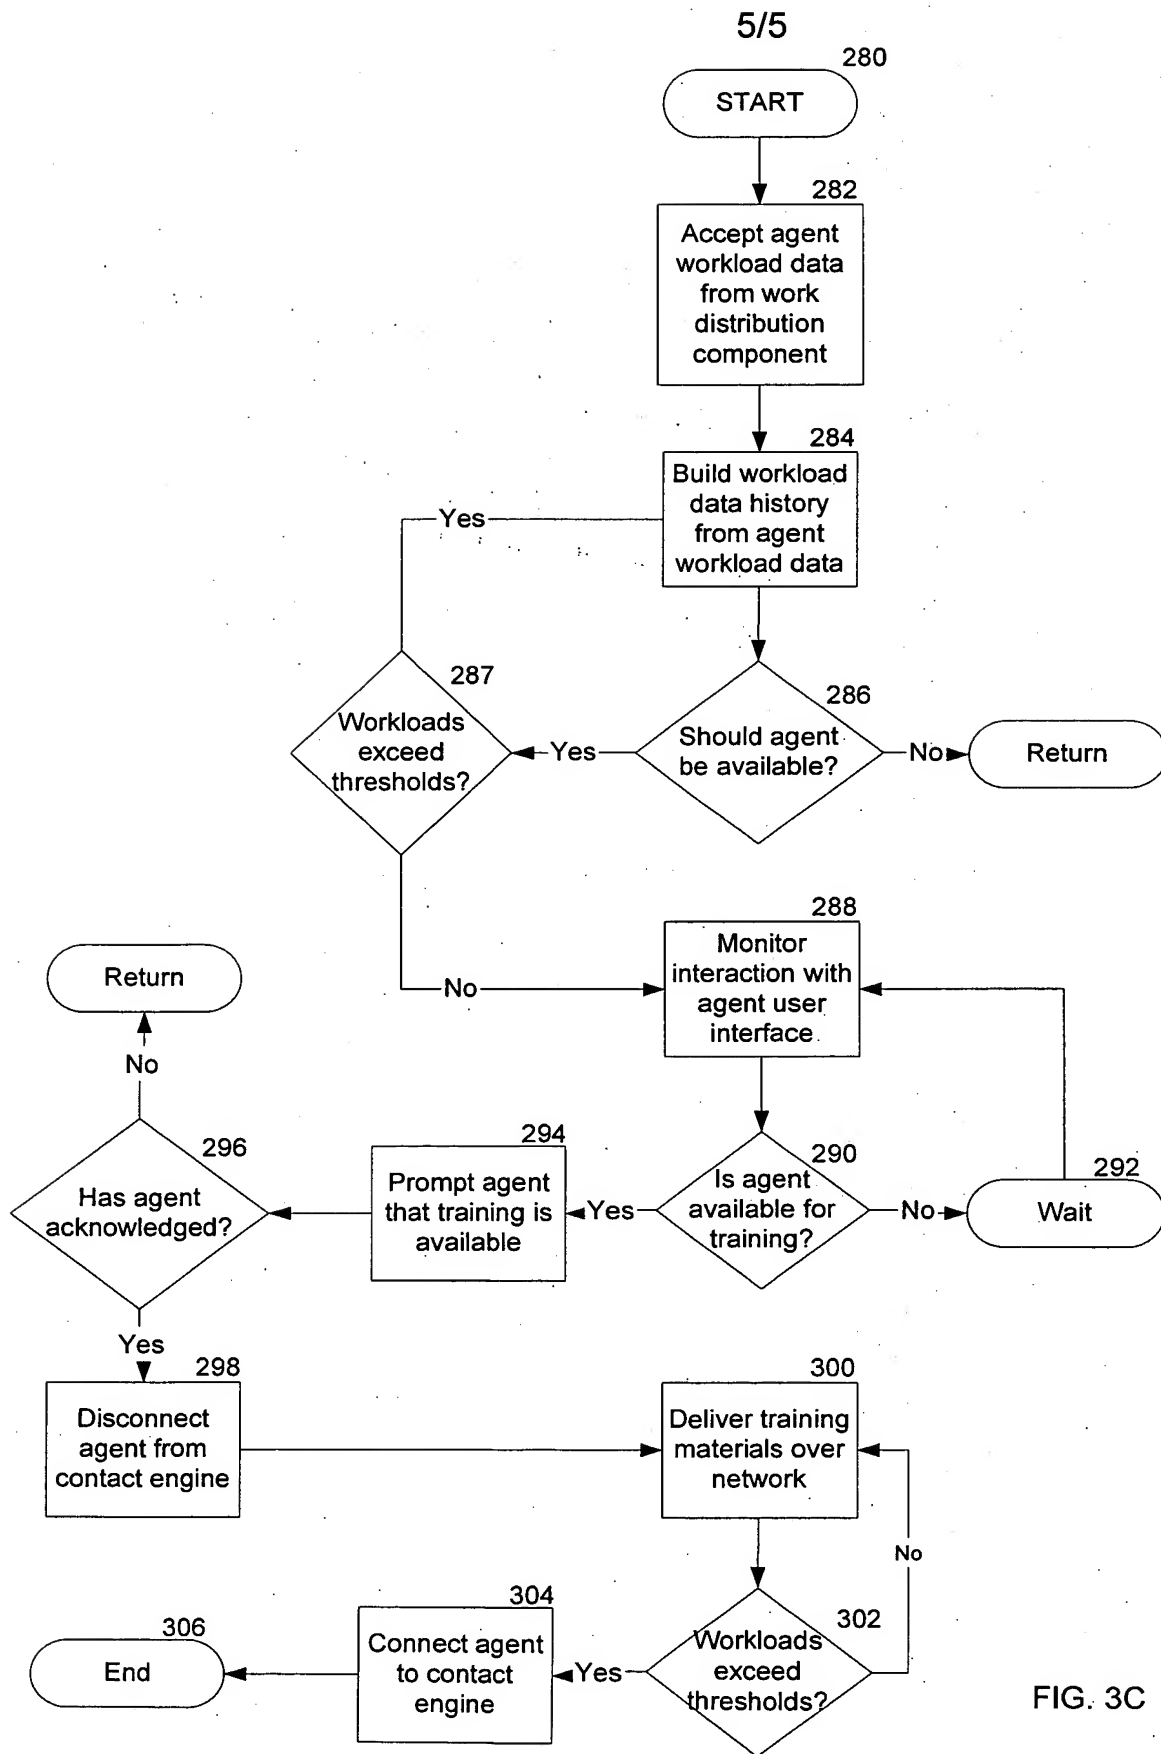 5/5
280
START
282
Accept agent
workload data
from work
distribution
component
284
Build workload
data history
from agent
workload data
Yes
287
Workloads
exceed
thresholds?
Yes
286
Should agent
be available?
No
Return
288
Monitor
interaction with
agent user
interface
No
Return
No
296
Has agent
acknowledged?
294
Prompt agent
that training is
available
Yes
290
Is agent
available for
training?
No
292
Wait
Yes
298
Disconnect
agent from
contact engine
300
Deliver training
materials over
network
No
302
Workloads
exceed
thresholds?
Yes
304
Connect agent
to contact
engine
306
End
FIG. 3C